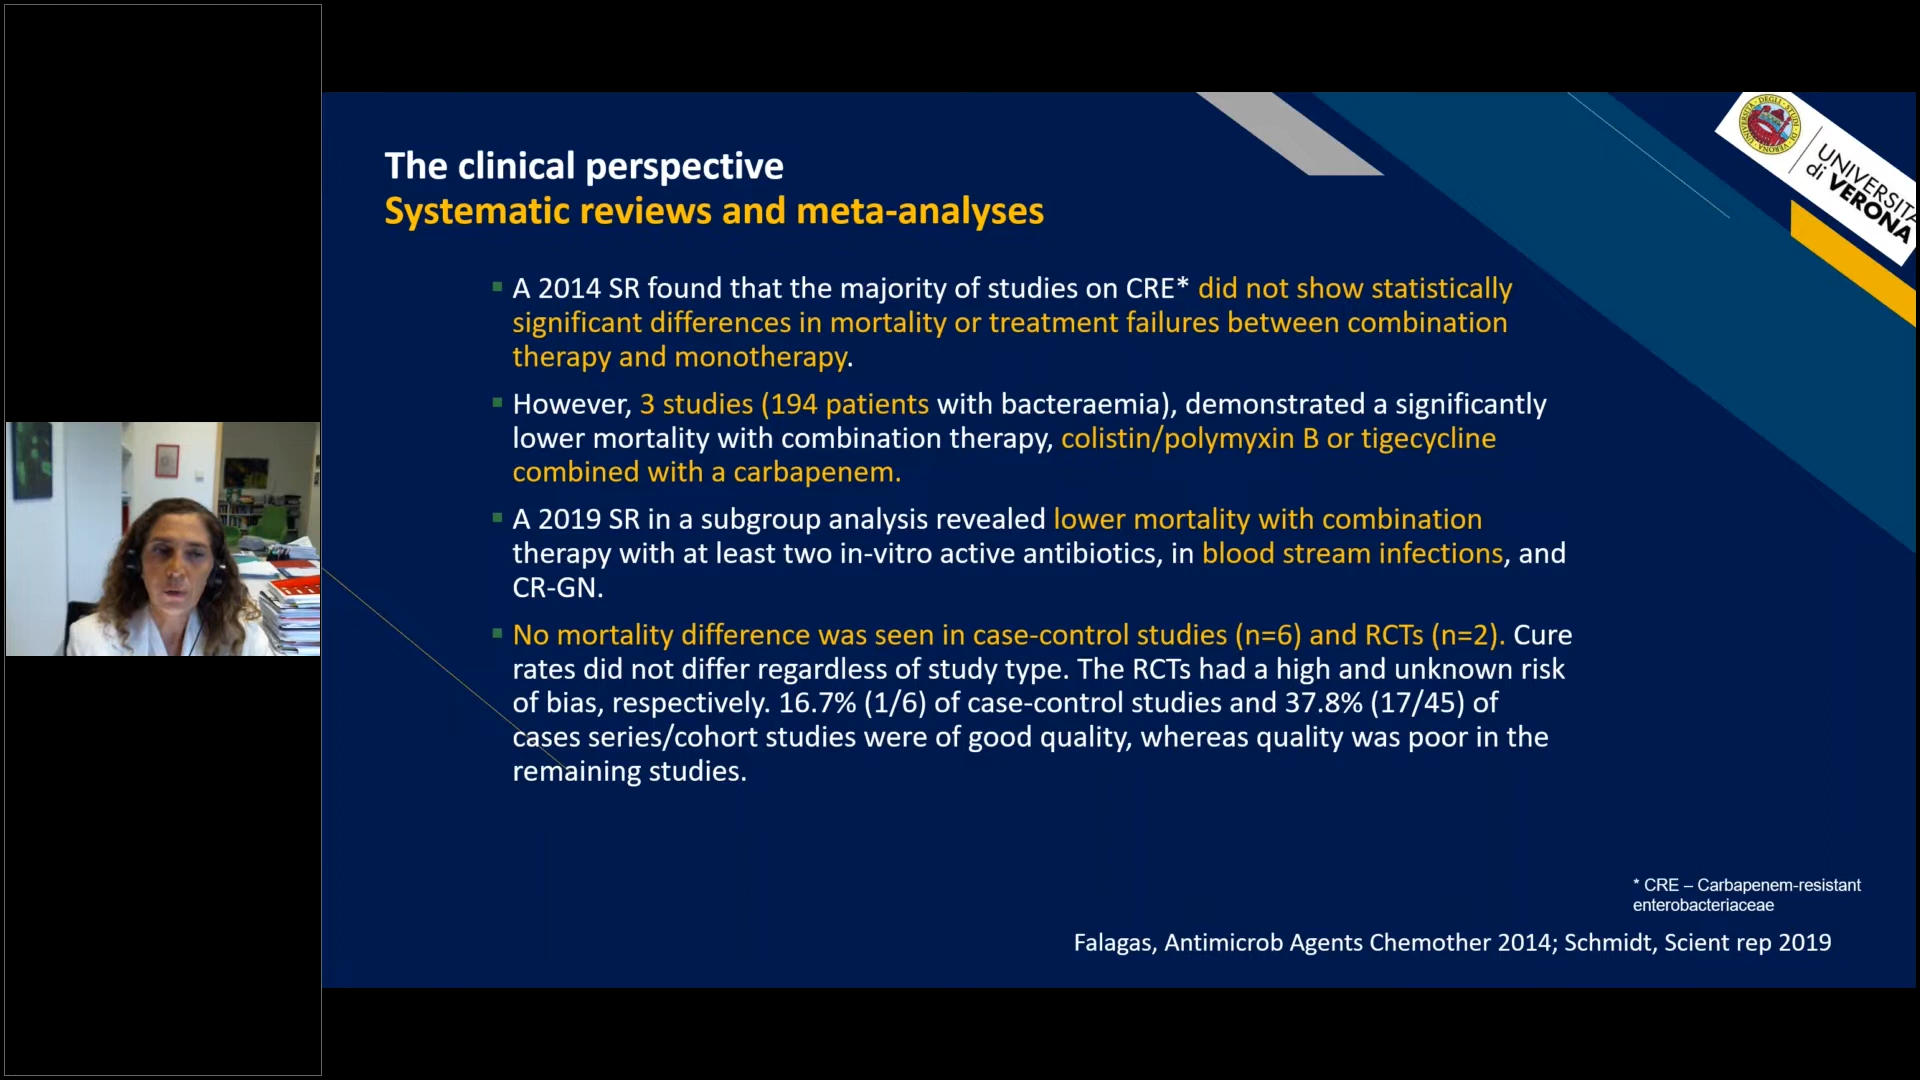 The clinical perspective
Systematic reviews and meta-analyses
UNIVERSITÀ
di VERONA
▪ A 2014 SR found that the majority of studies on CRE* did not show statistically
significant differences in mortality or treatment failures between combination
therapy and monotherapy.
▪ However, 3 studies (194 patients with bacteraemia), demonstrated a significantly
lower mortality with combination therapy, colistin/polymyxin B or tigecycline
combined with a carbapenem.
▪ A 2019 SR in a subgroup analysis revealed lower mortality with combination
therapy with at least two in-vitro active antibiotics, in blood stream infections, and
CR-GN.
▪ No mortality difference was seen in case-control studies (n=6) and RCTs (n=2). Cure
rates did not differ regardless of study type. The RCTs had a high and unknown risk
of bias, respectively. 16.7% (1/6) of case-control studies and 37.8% (17/45) of
cases series/cohort studies were of good quality, whereas quality was poor in the
remaining studies.
* CRE – Carbapenem-resistant
enterobacteriaceae
Falagas, Antimicrob Agents Chemother 2014; Schmidt, Scient rep 2019